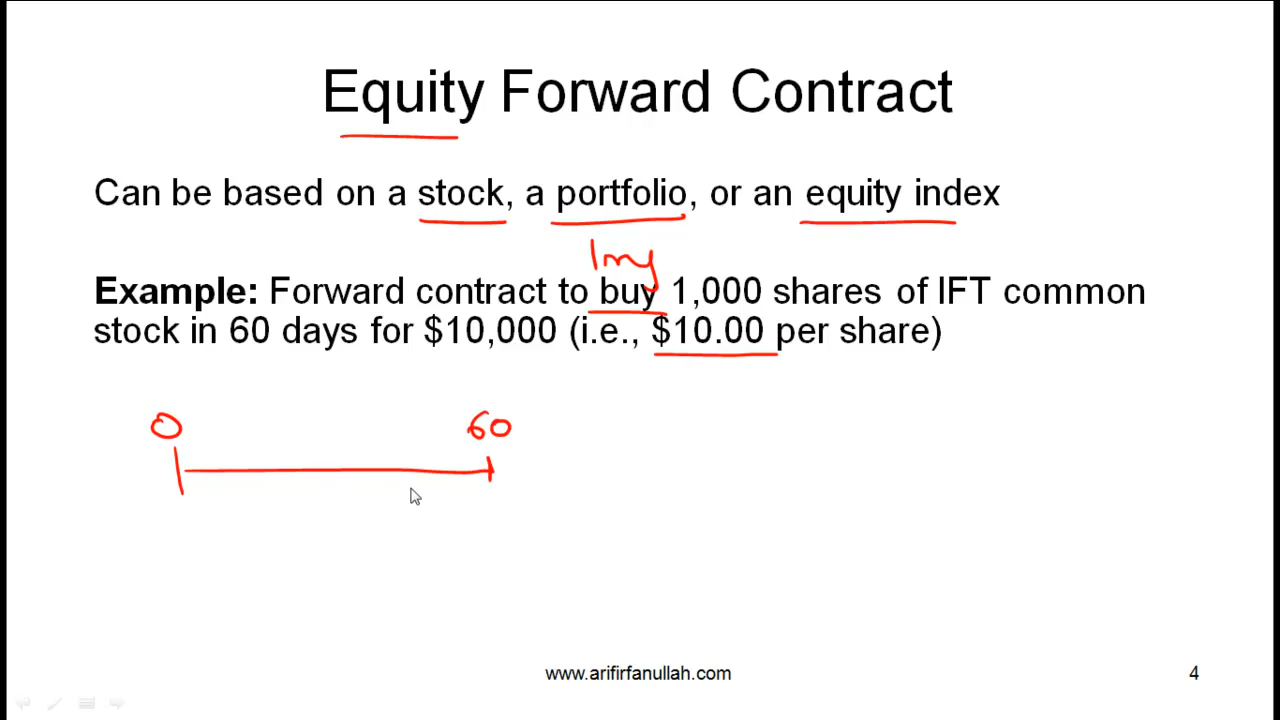 Equity Forward Contract
Can be based on a stock, a portfolio, or an equity index
long
Example: Forward contract to buy 1,000 shares of IFT common
stock in 60 days for $10,000 (i.e., $10.00 per share)
0 60
www.arifirfanullah.com 4